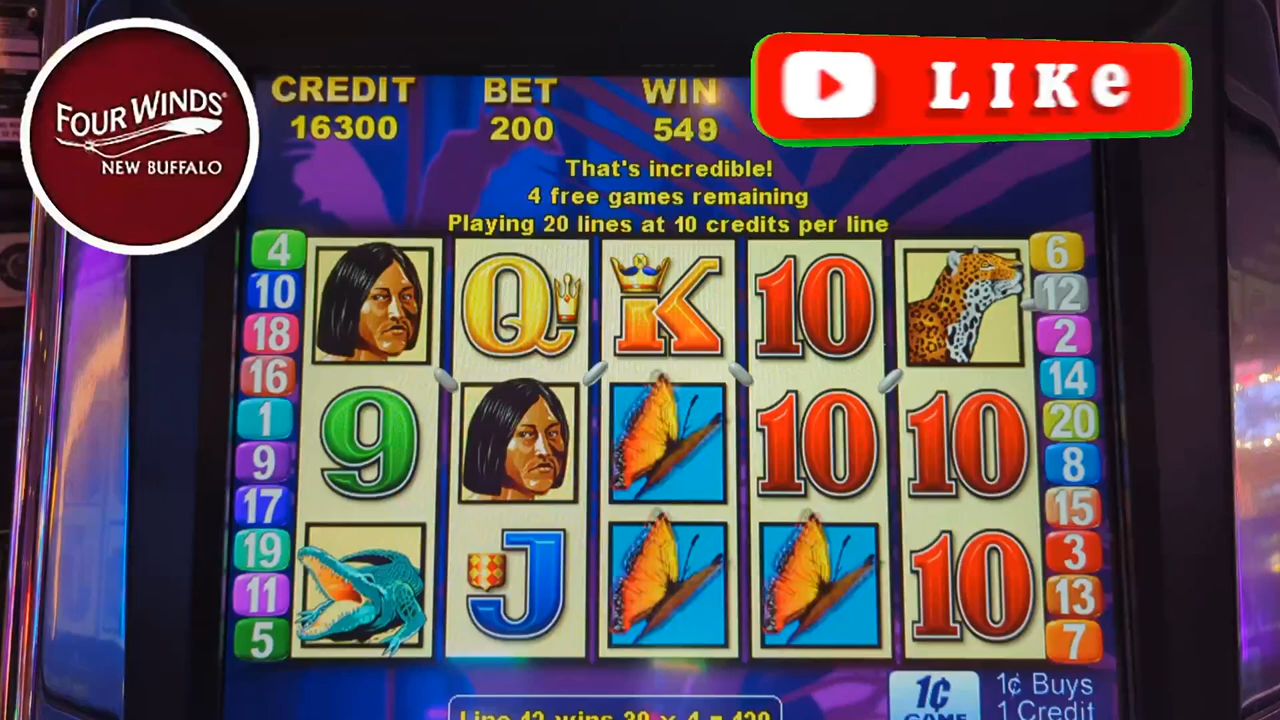 FOUR WINDS®
NEW BUFFALO
LIKe
CREDIT BET WIN
16300 200 549
That's incredible!
4 free games remaining
Playing 20 lines at 10 credits per line
4 Q K 10 6
10 12
18 2
16 14
1 9 10 10 20
9 8
17 15
19 J 10 3
11 13
5 7
1¢ 1¢ Buys
GAME 1 Credit